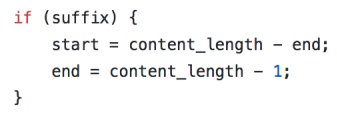 if (suffix) {
    start = content_length - end;
    end = content_length - 1;
}